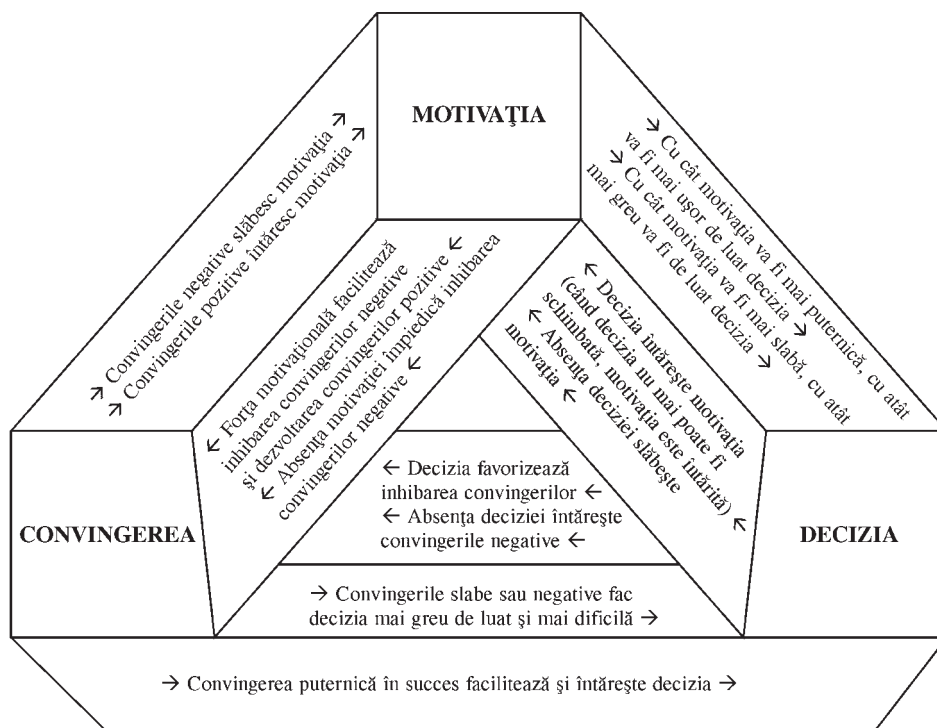 MOTIVAŢIA
→ Convingerile negative slăbesc motivaţia →
→ Convingerile pozitive întăresc motivaţia →
→ Cu cât motivaţia va fi mai puternică, cu atât
va fi mai uşor de luat decizia →
→ Cu cât motivaţia va fi mai slabă, cu atât
mai greu va fi de luat decizia →
← Forţa motivaţională facilitează
inhibarea convingerilor negative
şi dezvoltarea convingerilor pozitive ←
← Absenţa motivaţiei împiedică inhibarea
convingerilor negative ←
← Decizia întăreşte motivaţia
(când decizia nu mai poate fi
schimbată, motivaţia este întărită) ←
← Absenţa deciziei slăbeşte
motivaţia ←
CONVINGEREA
← Decizia favorizează
inhibarea convingerilor ←
← Absenţa deciziei întăreşte
convingerile negative ←
DECIZIA
→ Convingerile slabe sau negative fac
decizia mai greu de luat şi mai dificilă →
→ Convingerea puternică în succes facilitează şi întăreşte decizia →